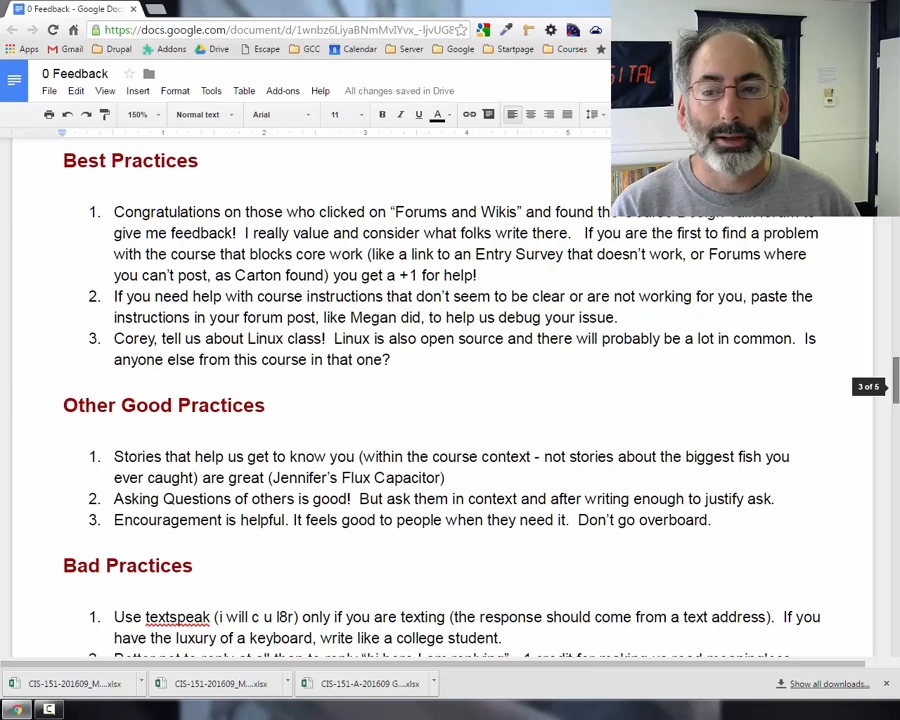 0 Feedback - Google Doc
https://docs.google.com/document/d/1wnbz6LiyaBNmMvIYvx_-ljvUG8
Apps Gmail Drupal Addons Drive Escape GCC Calendar Server Google Startpage Courses
ITAL
0 Feedback
File Edit View Insert Format Tools Table Add-ons Help All changes saved in Drive
150% Normal text Arial 11 B I U A
1 2 3 4 5
Best Practices
1. Congratulations on those who clicked on “Forums and Wikis” and found
give me feedback! I really value and consider what folks write there. If you are the first to find a problem
with the course that blocks core work (like a link to an Entry Survey that doesn’t work, or Forums where
you can’t post, as Carton found) you get a +1 for help!
2. If you need help with course instructions that don’t seem to be clear or are not working for you, paste the
instructions in your forum post, like Megan did, to help us debug your issue.
3. Corey, tell us about Linux class! Linux is also open source and there will probably be a lot in common. Is
anyone else from this course in that one?
3 of 5
Other Good Practices
1. Stories that help us get to know you (within the course context - not stories about the biggest fish you
ever caught) are great (Jennifer’s Flux Capacitor)
2. Asking Questions of others is good! But ask them in context and after writing enough to justify ask.
3. Encouragement is helpful. It feels good to people when they need it. Don’t go overboard.
Bad Practices
1. Use textspeak (i will c u l8r) only if you are texting (the response should come from a text address). If you
have the luxury of a keyboard, write like a college student.
CIS-151-201609_M....xlsx CIS-151-201609_M....xlsx CIS-151-A-201609 G....xlsx Show all downloads...